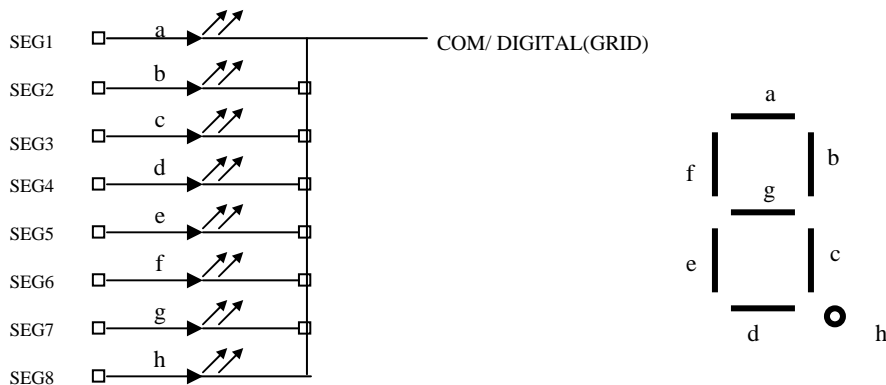 SEG1 a COM/ DIGITAL(GRID)
SEG2 b
SEG3 c
SEG4 d
SEG5 e
SEG6 f
SEG7 g
SEG8 h
a
f b
g
e c
d h